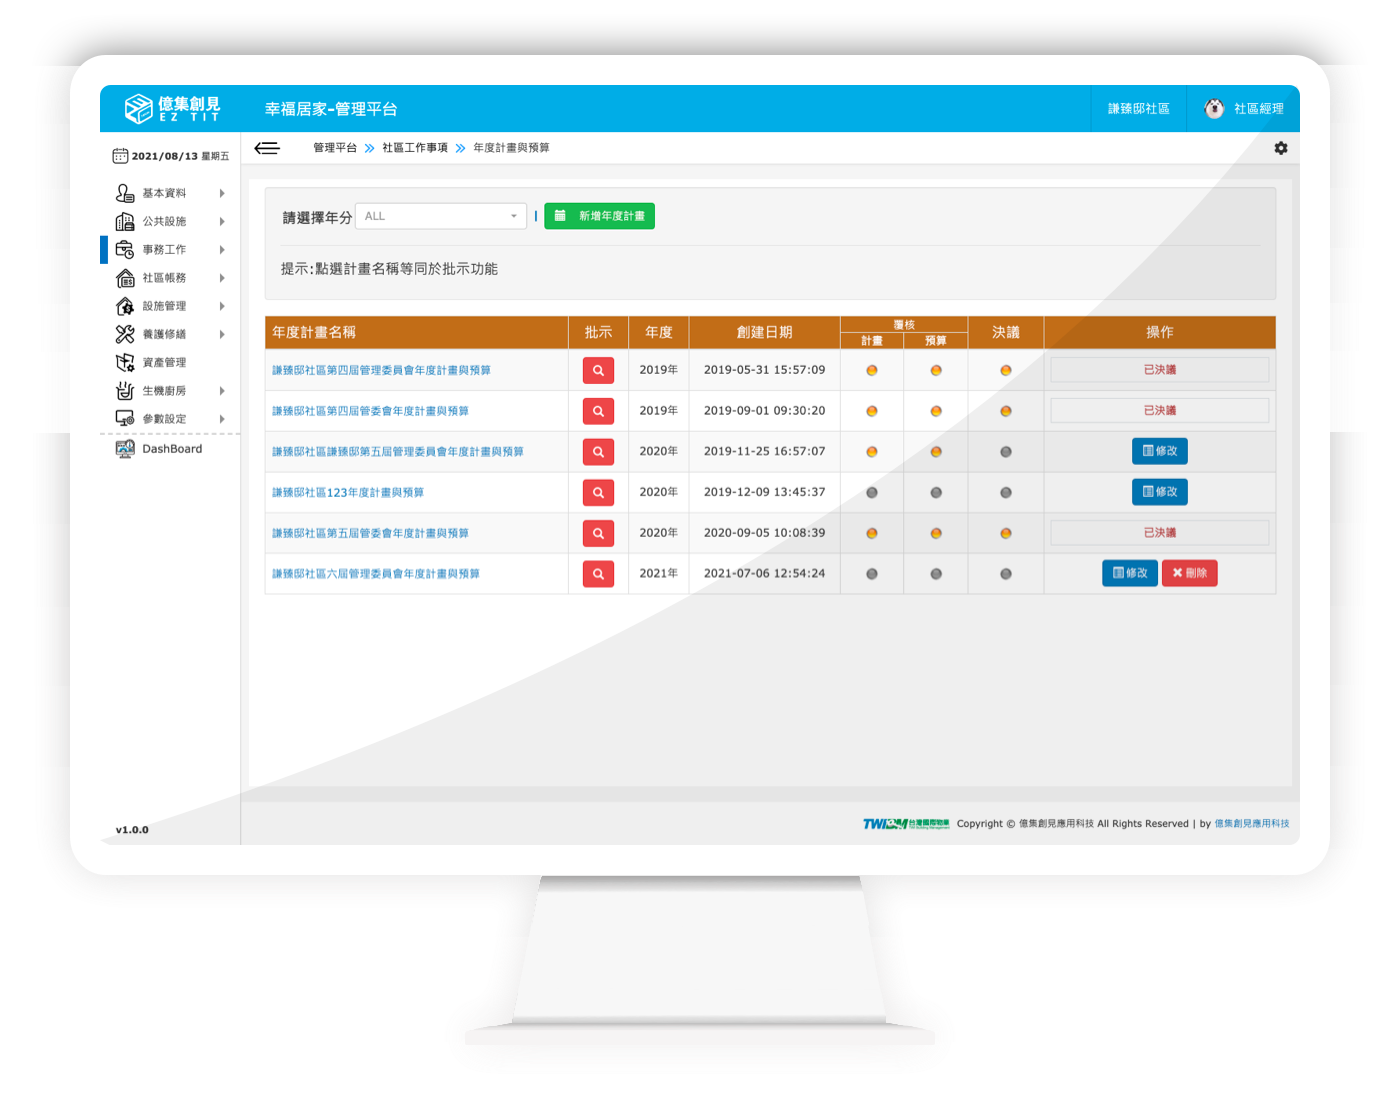 億集創見
EZ TIT
幸福居家-管理平台
謙臻邸社區
社區經理
2021/08/13 星期五
管理平台 社區工作事項 年度計畫與預算
基本資料
公共設施
事務工作
社區帳務
設施管理
養護修繕
資產管理
生機廚房
參數設定
DashBoard
v1.0.0
請選擇年分 ALL 新增年度計畫
提示:點選計畫名稱等同於批示功能
年度計畫名稱 批示 年度 創建日期 覆核 決議 操作
計畫 預算
謙臻邸社區第四屆管理委員會年度計畫與預算 2019年 2019-05-31 15:57:09 已決議
謙臻邸社區第四屆管委會年度計畫與預算 2019年 2019-09-01 09:30:20 已決議
謙臻邸社區謙臻邸第五屆管理委員會年度計畫與預算 2020年 2019-11-25 16:57:07 修改
謙臻邸社區123年度計畫與預算 2020年 2019-12-09 13:45:37 修改
謙臻邸社區第五屆管委會年度計畫與預算 2020年 2020-09-05 10:08:39 已決議
謙臻邸社區六屆管理委員會年度計畫與預算 2021年 2021-07-06 12:54:24 修改 刪除
TWIBM 台灣國際物業 Copyright © 億集創見應用科技 All Rights Reserved | by 億集創見應用科技